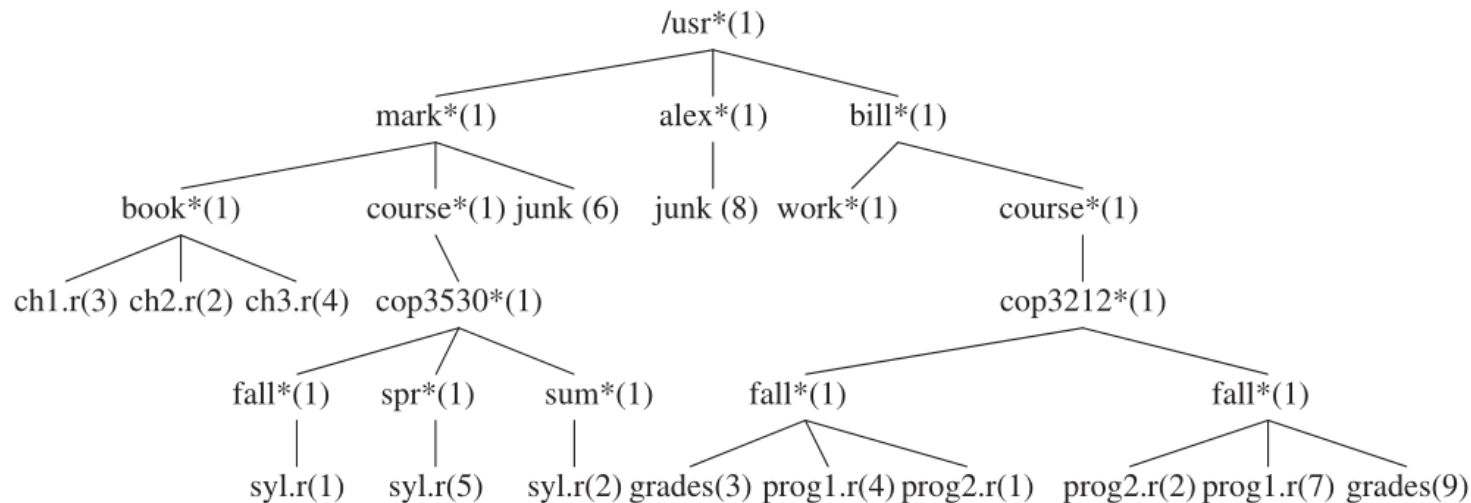 /usr*(1)
mark*(1) alex*(1) bill*(1)
book*(1) course*(1) junk (6) junk (8) work*(1) course*(1)
ch1.r(3) ch2.r(2) ch3.r(4) cop3530*(1) cop3212*(1)
fall*(1) spr*(1) sum*(1) fall*(1) fall*(1)
syl.r(1) syl.r(5) syl.r(2) grades(3) prog1.r(4) prog2.r(1) prog2.r(2) prog1.r(7) grades(9)